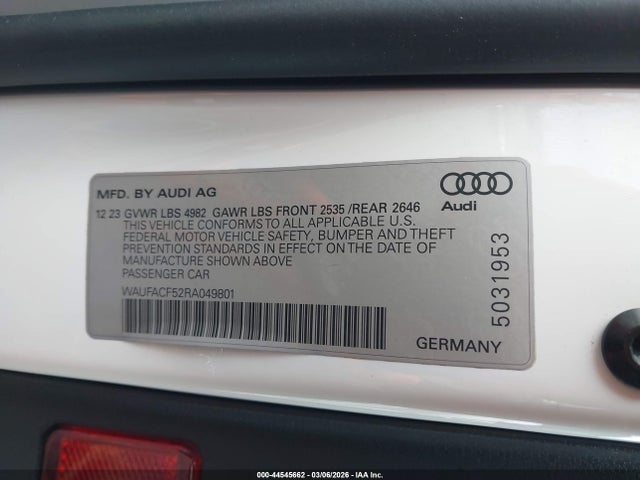 MFD. BY AUDI AG
12 23 GVWR LBS 4982 GAWR LBS FRONT 2535 /REAR 2646
THIS VEHICLE CONFORMS TO ALL APPLICABLE U.S.
FEDERAL MOTOR VEHICLE SAFETY, BUMPER AND THEFT
PREVENTION STANDARDS IN EFFECT ON THE DATE OF
MANUFACTURE SHOWN ABOVE
PASSENGER CAR
WAUFACF52RA049801
Audi
5031953
GERMANY
000-44545662 - 03/06/2026 - IAA Inc.